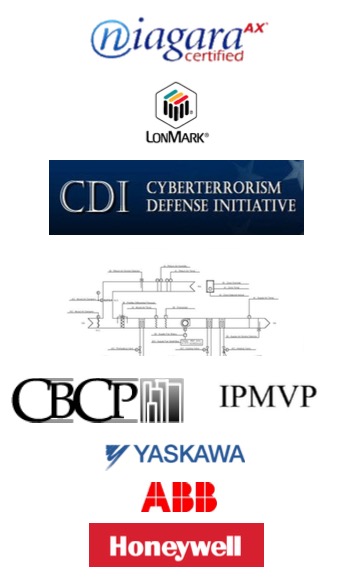 niagara AX
certified
LONMARK®
CDI CYBERTERRORISM
DEFENSE INITIATIVE
CBCP IPMVP
YASKAWA
ABB
Honeywell